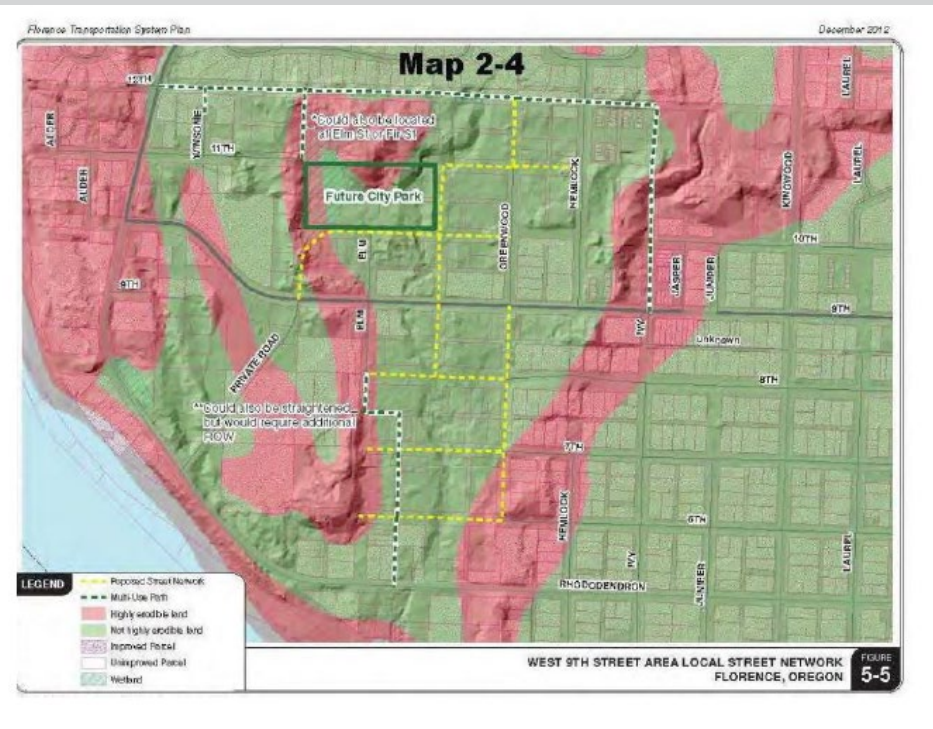 Florence Transportation System Plan
December 2012
Map 2-4
12TH
ALDER
WINSOME
*Could also be located
at Elm St or Fir St
LAUREL
11TH
ALDER
Future City Park
HEMLOCK
KINGWOOD
LAUREL
GREENWOOD
ELM
10TH
9TH
JASPER
JUNIPER
ELM
IVY
9TH
Unknown
PRIVATE ROAD
8TH
**Could also be straightened
but would require additional
ROW
7TH
HEMLOCK
6TH
IVY
JUNIPER
LAUREL
RHODODENDRON
LEGEND
Proposed Street Network
Multi-Use Path
Highly erodible land
Not highly erodible land
Improved Parcel
Unimproved Parcel
Wetland
WEST 9TH STREET AREA LOCAL STREET NETWORK
FLORENCE, OREGON
FIGURE
5-5